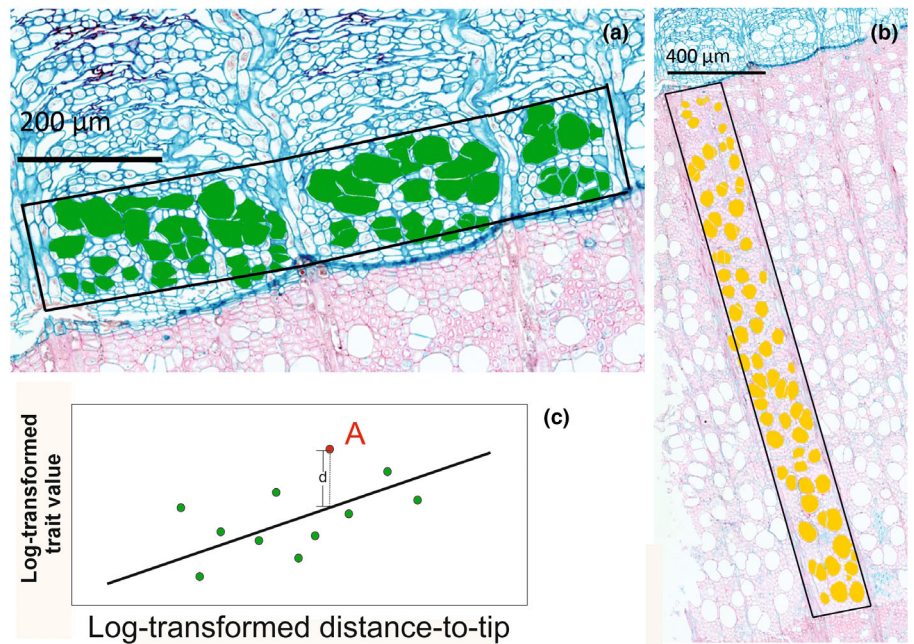 (a)
200 µm
(b)
400 µm
(c)
Log-transformed
trait value
A
d
Log-transformed distance-to-tip